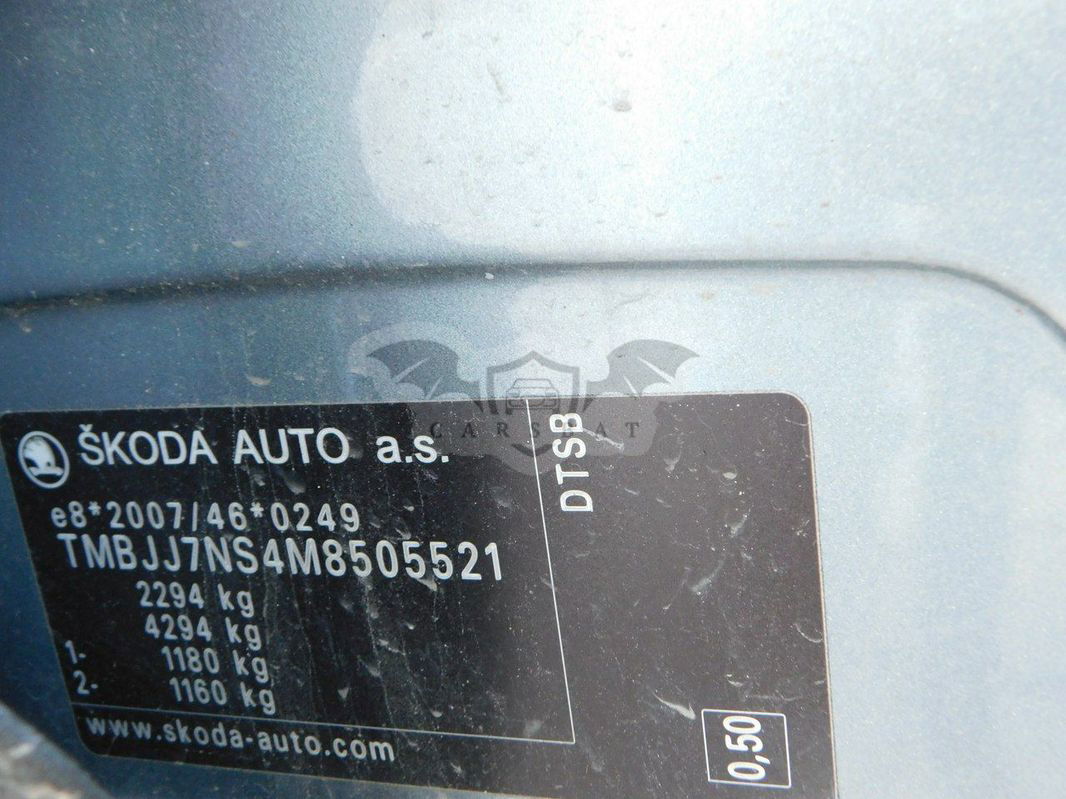 CARSBAT
ŠKODA AUTO a.s.
e8*2007/46*0249
TMBJJ7NS4M8505521
2294 kg
4294 kg
1- 1180 kg
2- 1160 kg
www.skoda-auto.com
DTSB
0,50